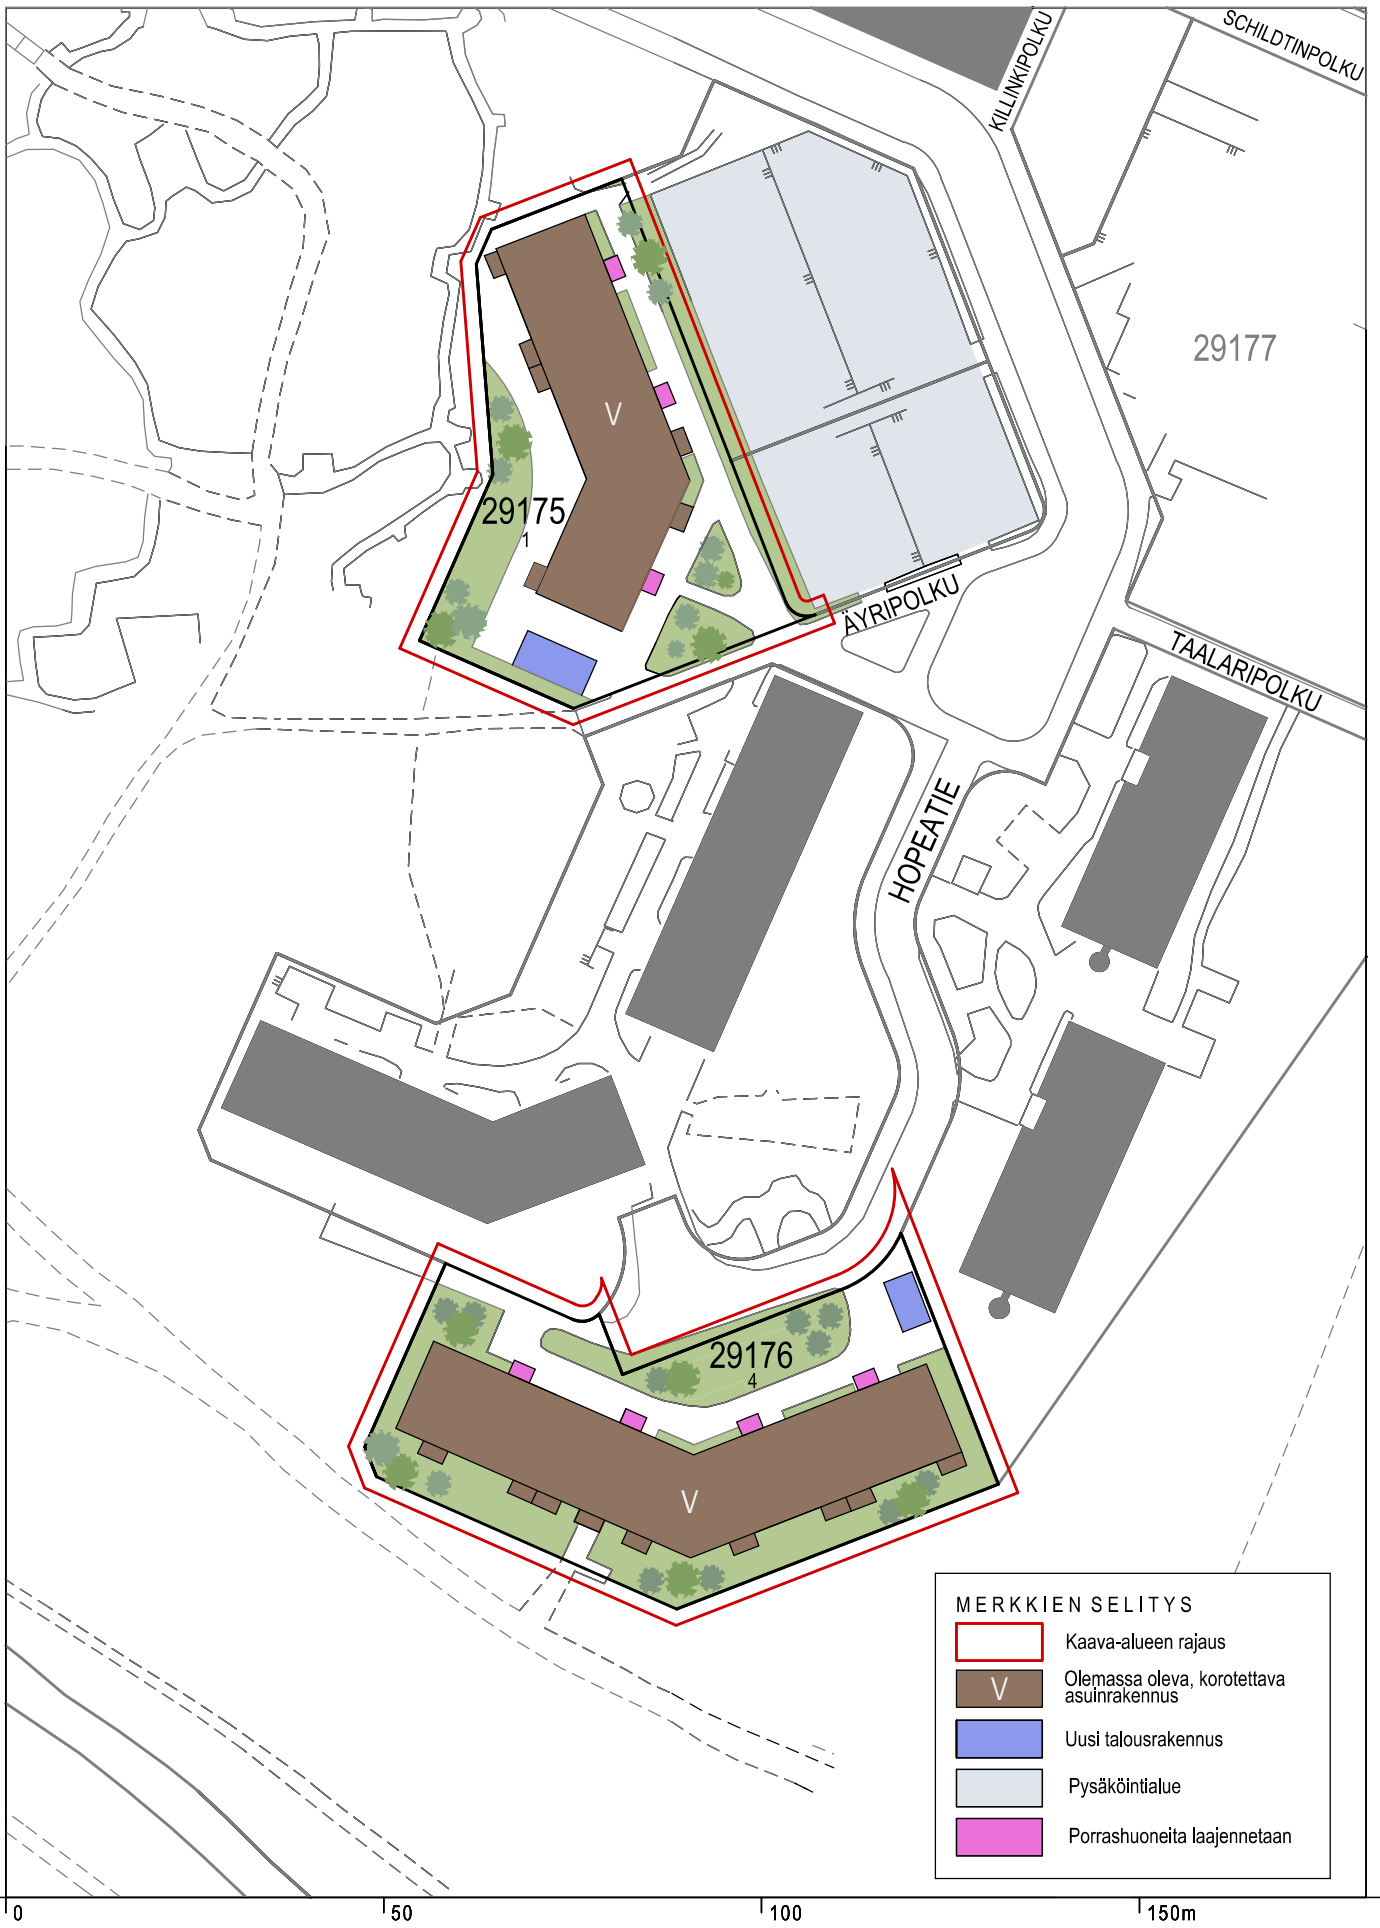 SCHILDTINPOLKU
KILLINKIPOLKU
29177
V
29175
1
ÄYRIPOLKU
TAALARIPOLKU
HOPEATIE
29176
4
V
MERKKIEN SELITYS
Kaava-alueen rajaus
V
Olemassa oleva, korotettava
asuinrakennus
Uusi talousrakennus
Pysäköintialue
Porrashuoneita laajennetaan
0 50 100 150m